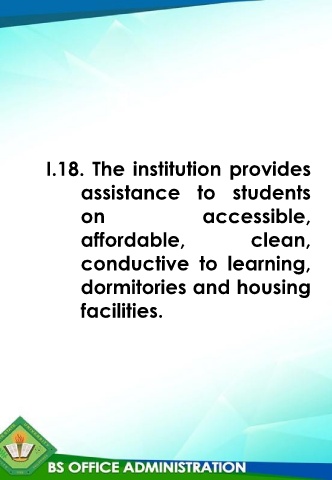 I.18. The institution provides
assistance to students
on accessible,
affordable, clean,
conductive to learning,
dormitories and housing
facilities.
BS OFFICE ADMINISTRATION